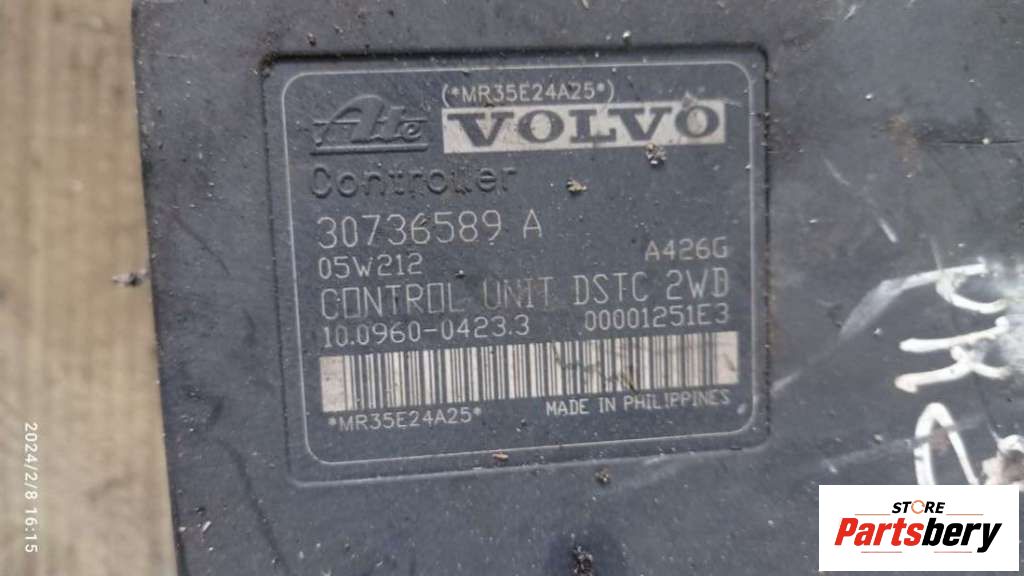 (*MR35E24A25*)
Ate VOLVO
Controller
30736589 A
05W212 A426G
CONTROL UNIT DSTC 2WD
10.0960-0423.3 00001251E3
*MR35E24A25* MADE IN PHILIPPINES
2024/2/8 16:15
STORE
Partsbery